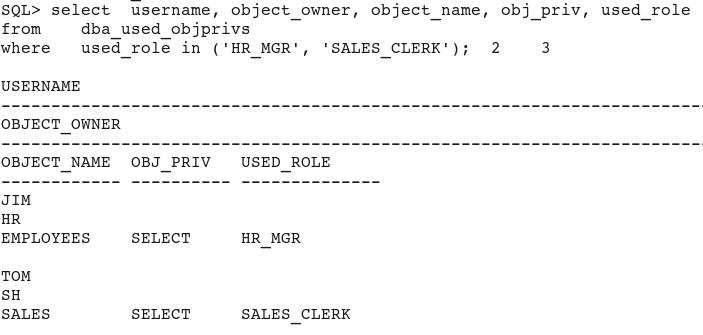 SQL> select  username, object_owner, object_name, obj_priv, used_role
from    dba_used_objprivs
where   used_role in ('HR_MGR', 'SALES_CLERK');  2    3
USERNAME
--------------------------------------------------------------------------------
OBJECT_OWNER
--------------------------------------------------------------------------------
OBJECT_NAME OBJ_PRIV   USED_ROLE
------------ ---------- --------------
JIM
HR
EMPLOYEES    SELECT     HR_MGR
TOM
SH
SALES        SELECT     SALES_CLERK